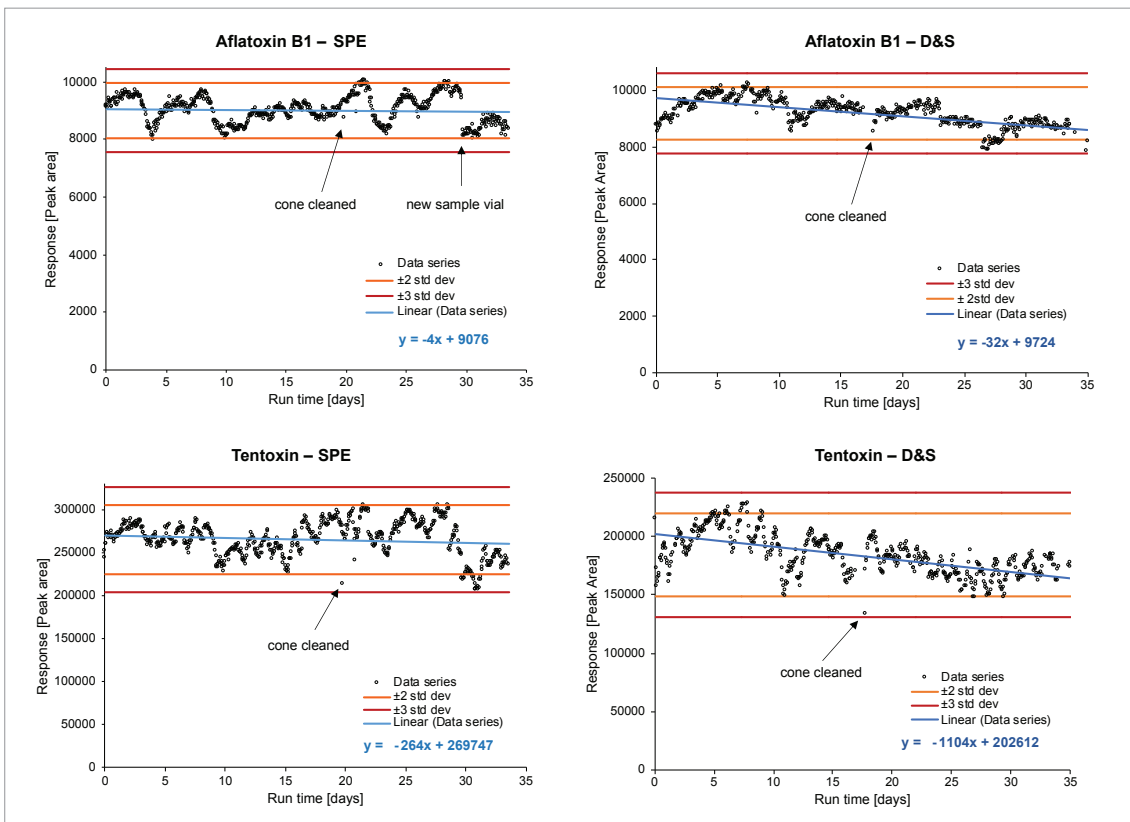 Aflatoxin B1 – SPE
Response [Peak area]
10000
8000
6000
4000
2000
0
0 5 10 15 20 25 30 35
Run time [days]
cone cleaned
new sample vial
Data series
±2 std dev
±3 std dev
Linear (Data series)
y = -4x + 9076
Aflatoxin B1 – D&S
Response [Peak Area]
10000
8000
6000
4000
2000
0
0 5 10 15 20 25 30 35
Run time [days]
cone cleaned
Data series
±3 std dev
± 2std dev
Linear (Data series)
y = -32x + 9724
Tentoxin – SPE
Response [Peak area]
300000
250000
200000
150000
100000
50000
0
0 5 10 15 20 25 30 35
Run time [days]
cone cleaned
Data series
±2 std dev
±3 std dev
Linear (Data series)
y = -264x + 269747
Tentoxin – D&S
Response [Peak Area]
250000
200000
150000
100000
50000
0
0 5 10 15 20 25 30 35
Run time [days]
cone cleaned
Data series
±2 std dev
±3 std dev
Linear (Data series)
y = -1104x + 202612